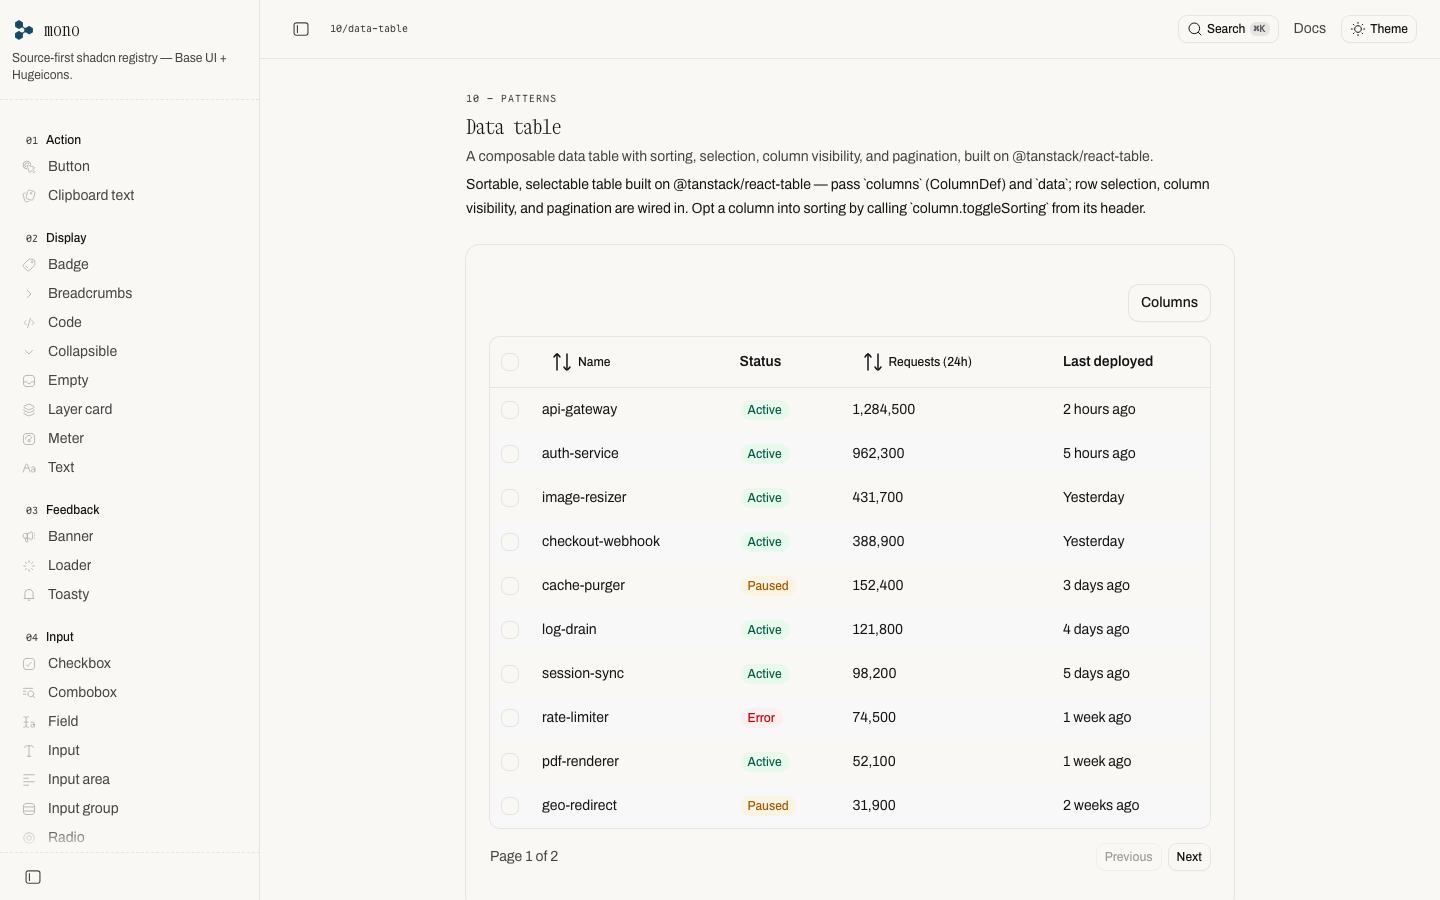 mono
Source-first shadcn registry — Base UI +
Hugeicons.
01 Action
Button
Clipboard text
02 Display
Badge
Breadcrumbs
Code
Collapsible
Empty
Layer card
Meter
Aa Text
03 Feedback
Banner
Loader
Toasty
04 Input
Checkbox
Combobox
Field
Input
Input area
Input group
Radio
10/data-table
Search ⌘K
Docs
Theme
10 — PATTERNS
Data table
A composable data table with sorting, selection, column visibility, and pagination, built on @tanstack/react-table.
Sortable, selectable table built on @tanstack/react-table — pass `columns` (ColumnDef) and `data`; row selection, column
visibility, and pagination are wired in. Opt a column into sorting by calling `column.toggleSorting` from its header.
Columns
Name Status Requests (24h) Last deployed
api-gateway Active 1,284,500 2 hours ago
auth-service Active 962,300 5 hours ago
image-resizer Active 431,700 Yesterday
checkout-webhook Active 388,900 Yesterday
cache-purger Paused 152,400 3 days ago
log-drain Active 121,800 4 days ago
session-sync Active 98,200 5 days ago
rate-limiter Error 74,500 1 week ago
pdf-renderer Active 52,100 1 week ago
geo-redirect Paused 31,900 2 weeks ago
Page 1 of 2
Previous
Next